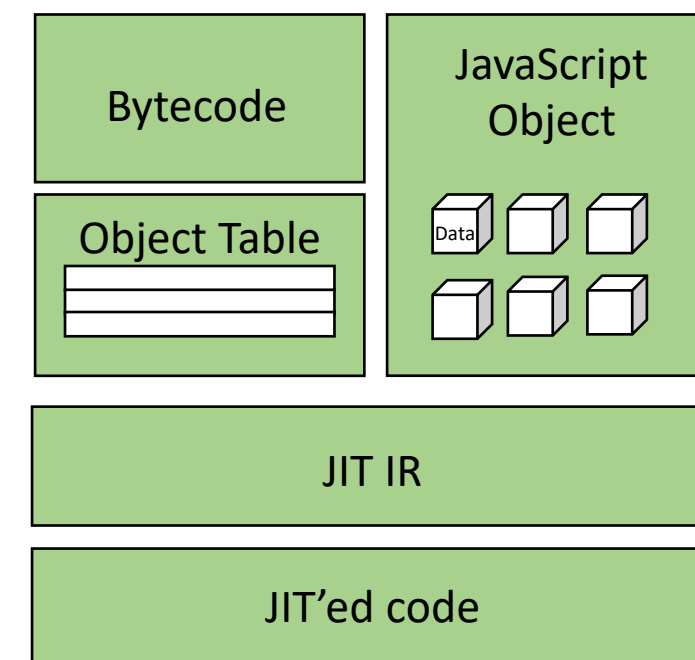 Bytecode
JavaScript
Object
Object Table
Data
JIT IR
JIT’ed code